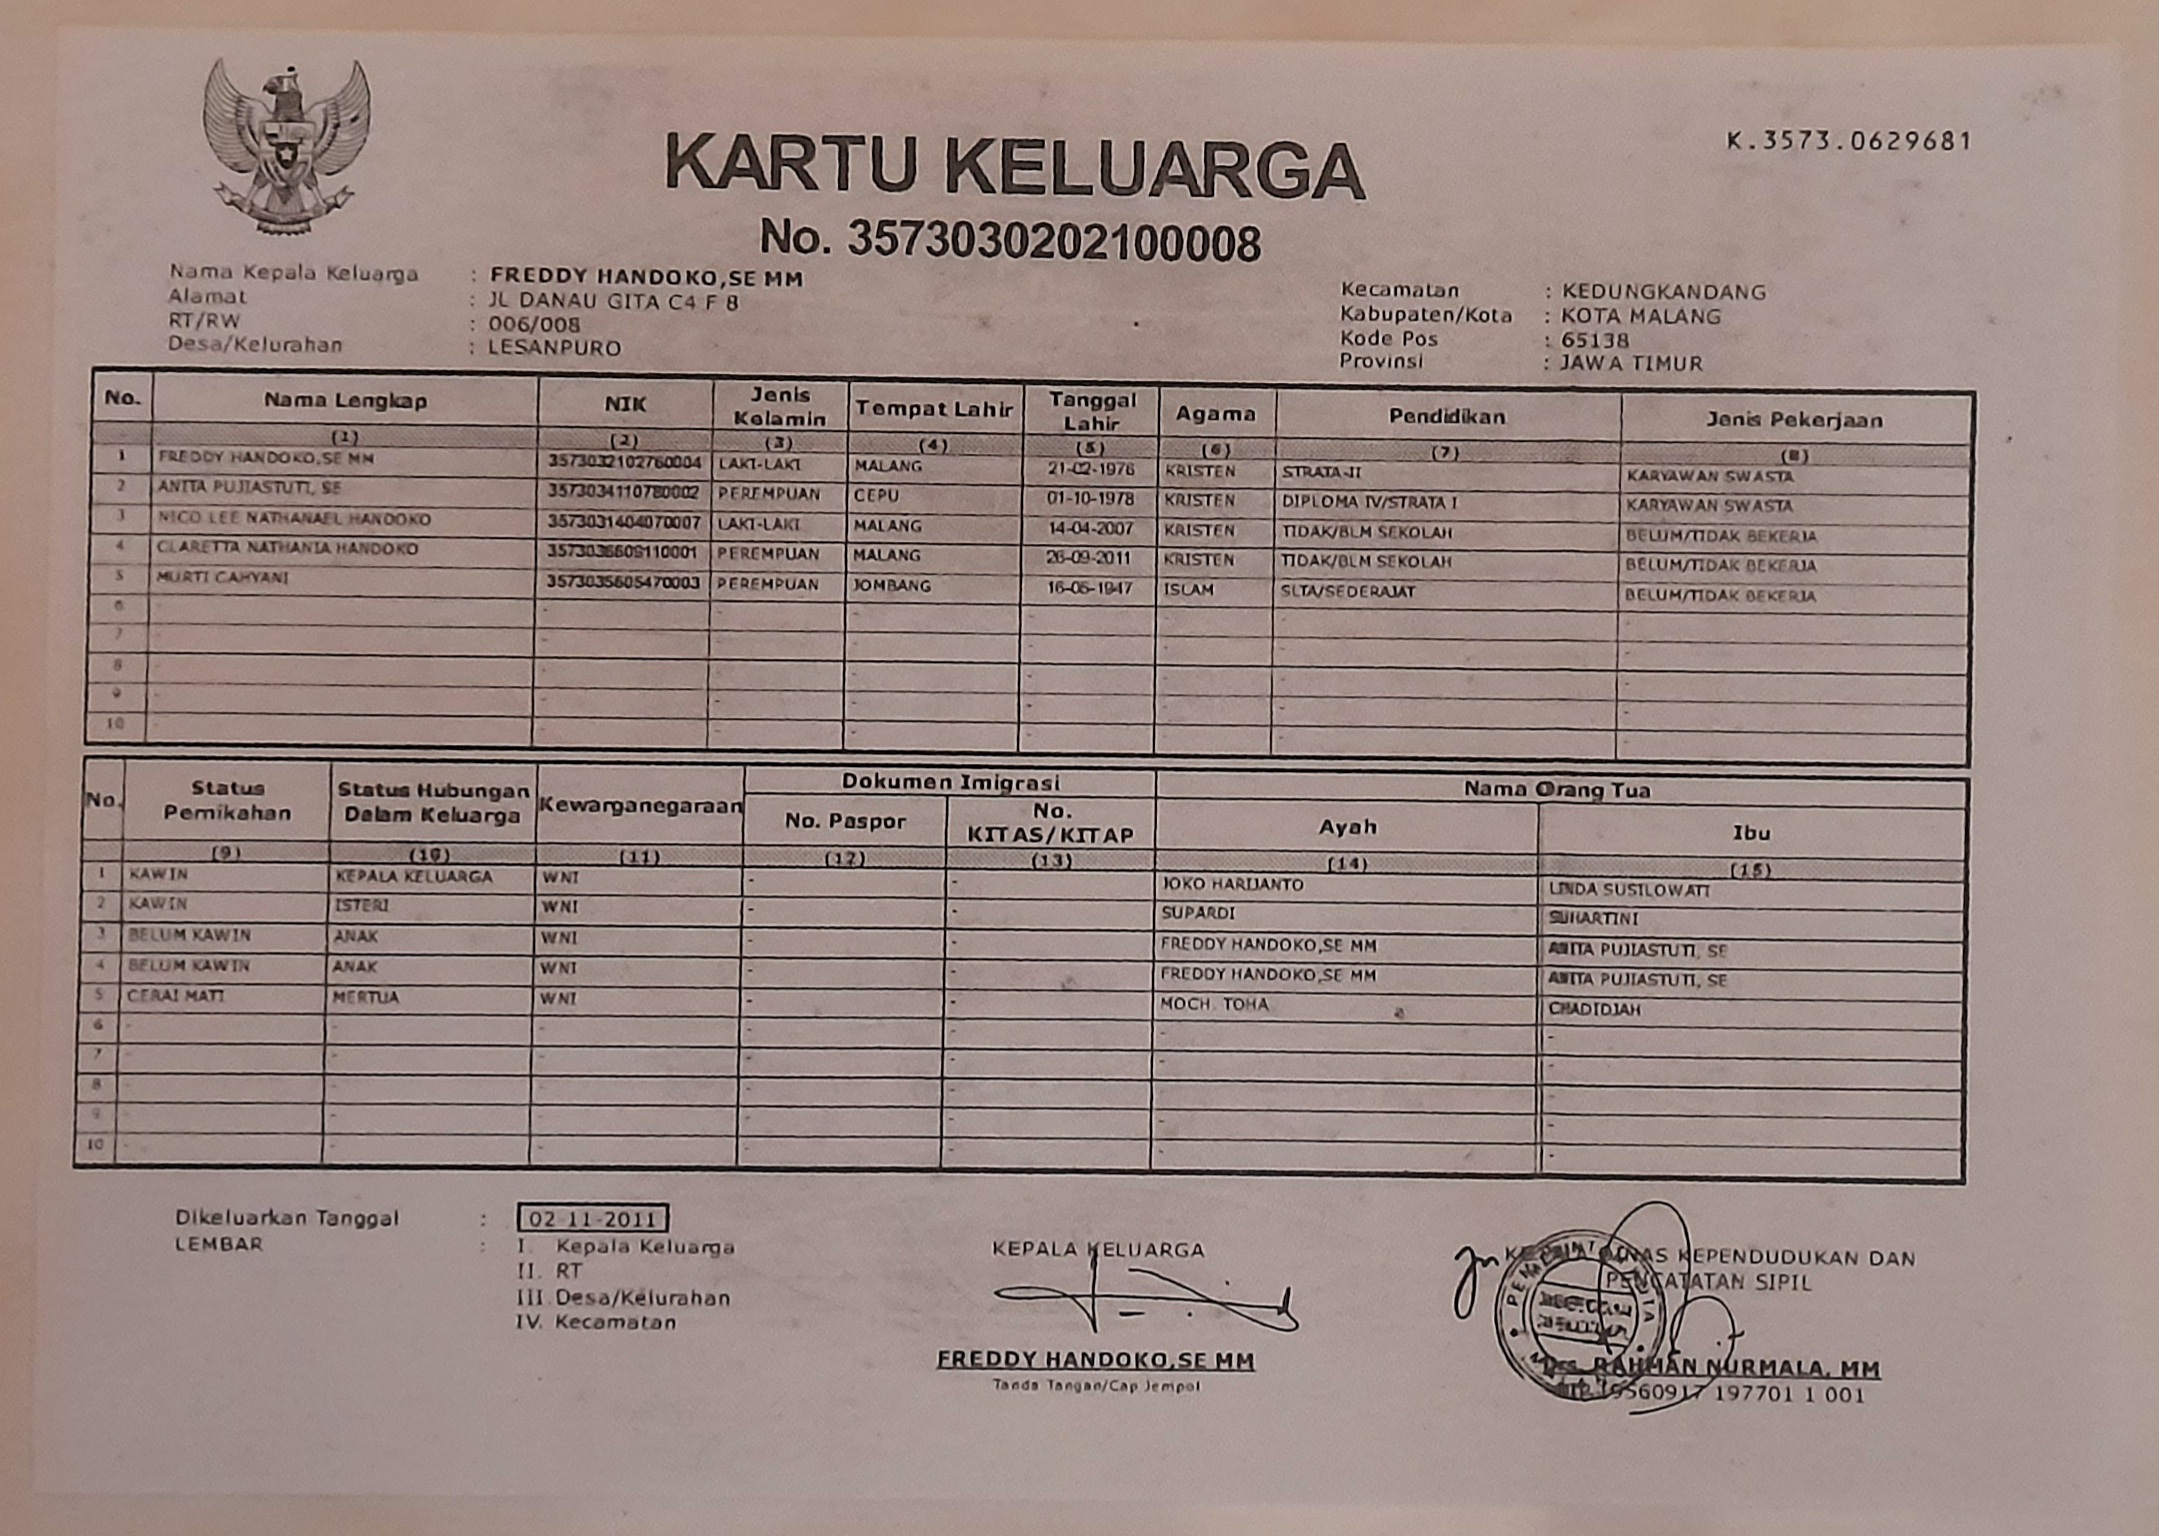 KARTU KELUARGA
K.3573.0629681
No. 3573030202100008
Nama Kepala Keluarga : FREDDY HANDOKO,SE MM
Alamat : JL DANAU GITA C4 F 8
RT/RW : 006/008
Desa/Kelurahan : LESANPURO
Kecamatan : KEDUNGKANDANG
Kabupaten/Kota : KOTA MALANG
Kode Pos : 65138
Provinsi : JAWA TIMUR
No. Nama Lengkap NIK Jenis Kelamin Tempat Lahir Tanggal Lahir Agama Pendidikan Jenis Pekerjaan
(1) (2) (3) (4) (5) (6) (7) (8)
1 FREDDY HANDOKO,SE MM 3573032102760004 LAKI-LAKI MALANG 21-02-1976 KRISTEN STRATA-II KARYAWAN SWASTA
2 ANITA PUJIASTUTI, SE 3573034110780002 PEREMPUAN CEPU 01-10-1978 KRISTEN DIPLOMA IV/STRATA I KARYAWAN SWASTA
3 NICO LEE NATHANAEL HANDOKO 3573031404070007 LAKI-LAKI MALANG 14-04-2007 KRISTEN TIDAK/BLM SEKOLAH BELUM/TIDAK BEKERJA
4 CLARETTA NATHANIA HANDOKO 3573036609110001 PEREMPUAN MALANG 26-09-2011 KRISTEN TIDAK/BLM SEKOLAH BELUM/TIDAK BEKERJA
5 MURTI CAHYANI 3573035605470003 PEREMPUAN JOMBANG 16-05-1947 ISLAM SLTA/SEDERAJAT BELUM/TIDAK BEKERJA
6 - - - - - - - -
7 - - - - - - - -
8 - - - - - - - -
9 - - - - - - - -
10 - - - - - - - -
No. Status Pernikahan Status Hubungan Dalam Keluarga Kewarganegaraan Dokumen Imigrasi Nama Orang Tua
No. Paspor No. KITAS/KITAP Ayah Ibu
(9) (10) (11) (12) (13) (14) (15)
1 KAWIN KEPALA KELUARGA WNI - - JOKO HARIJANTO LINDA SUSILOWATI
2 KAWIN ISTERI WNI - - SUPARDI SUHARTINI
3 BELUM KAWIN ANAK WNI - - FREDDY HANDOKO,SE MM ANITA PUJIASTUTI, SE
4 BELUM KAWIN ANAK WNI - - FREDDY HANDOKO,SE MM ANITA PUJIASTUTI, SE
5 CERAI MATI MERTUA WNI - - MOCH. TOHA CHADIDJAH
6 - - - - - - -
7 - - - - - - -
8 - - - - - - -
9 - - - - - - -
10 - - - - - - -
Dikeluarkan Tanggal : 02-11-2011
LEMBAR : I. Kepala Keluarga
II. RT
III. Desa/Kelurahan
IV. Kecamatan
KEPALA KELUARGA
FREDDY HANDOKO,SE MM
Tanda Tangan/Cap Jempol
KEPALA DINAS KEPENDUDUKAN DAN
PENCATATAN SIPIL
Drs. RAHMAN NURMALA, MM
NIP. 19560917 197701 1 001